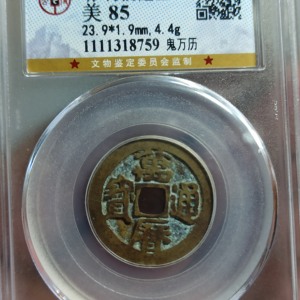 美 85
23.9*1.9mm,4.4g
1111318759 鬼万历
★ 文物鉴定委员会监制 ★
萬曆通寶